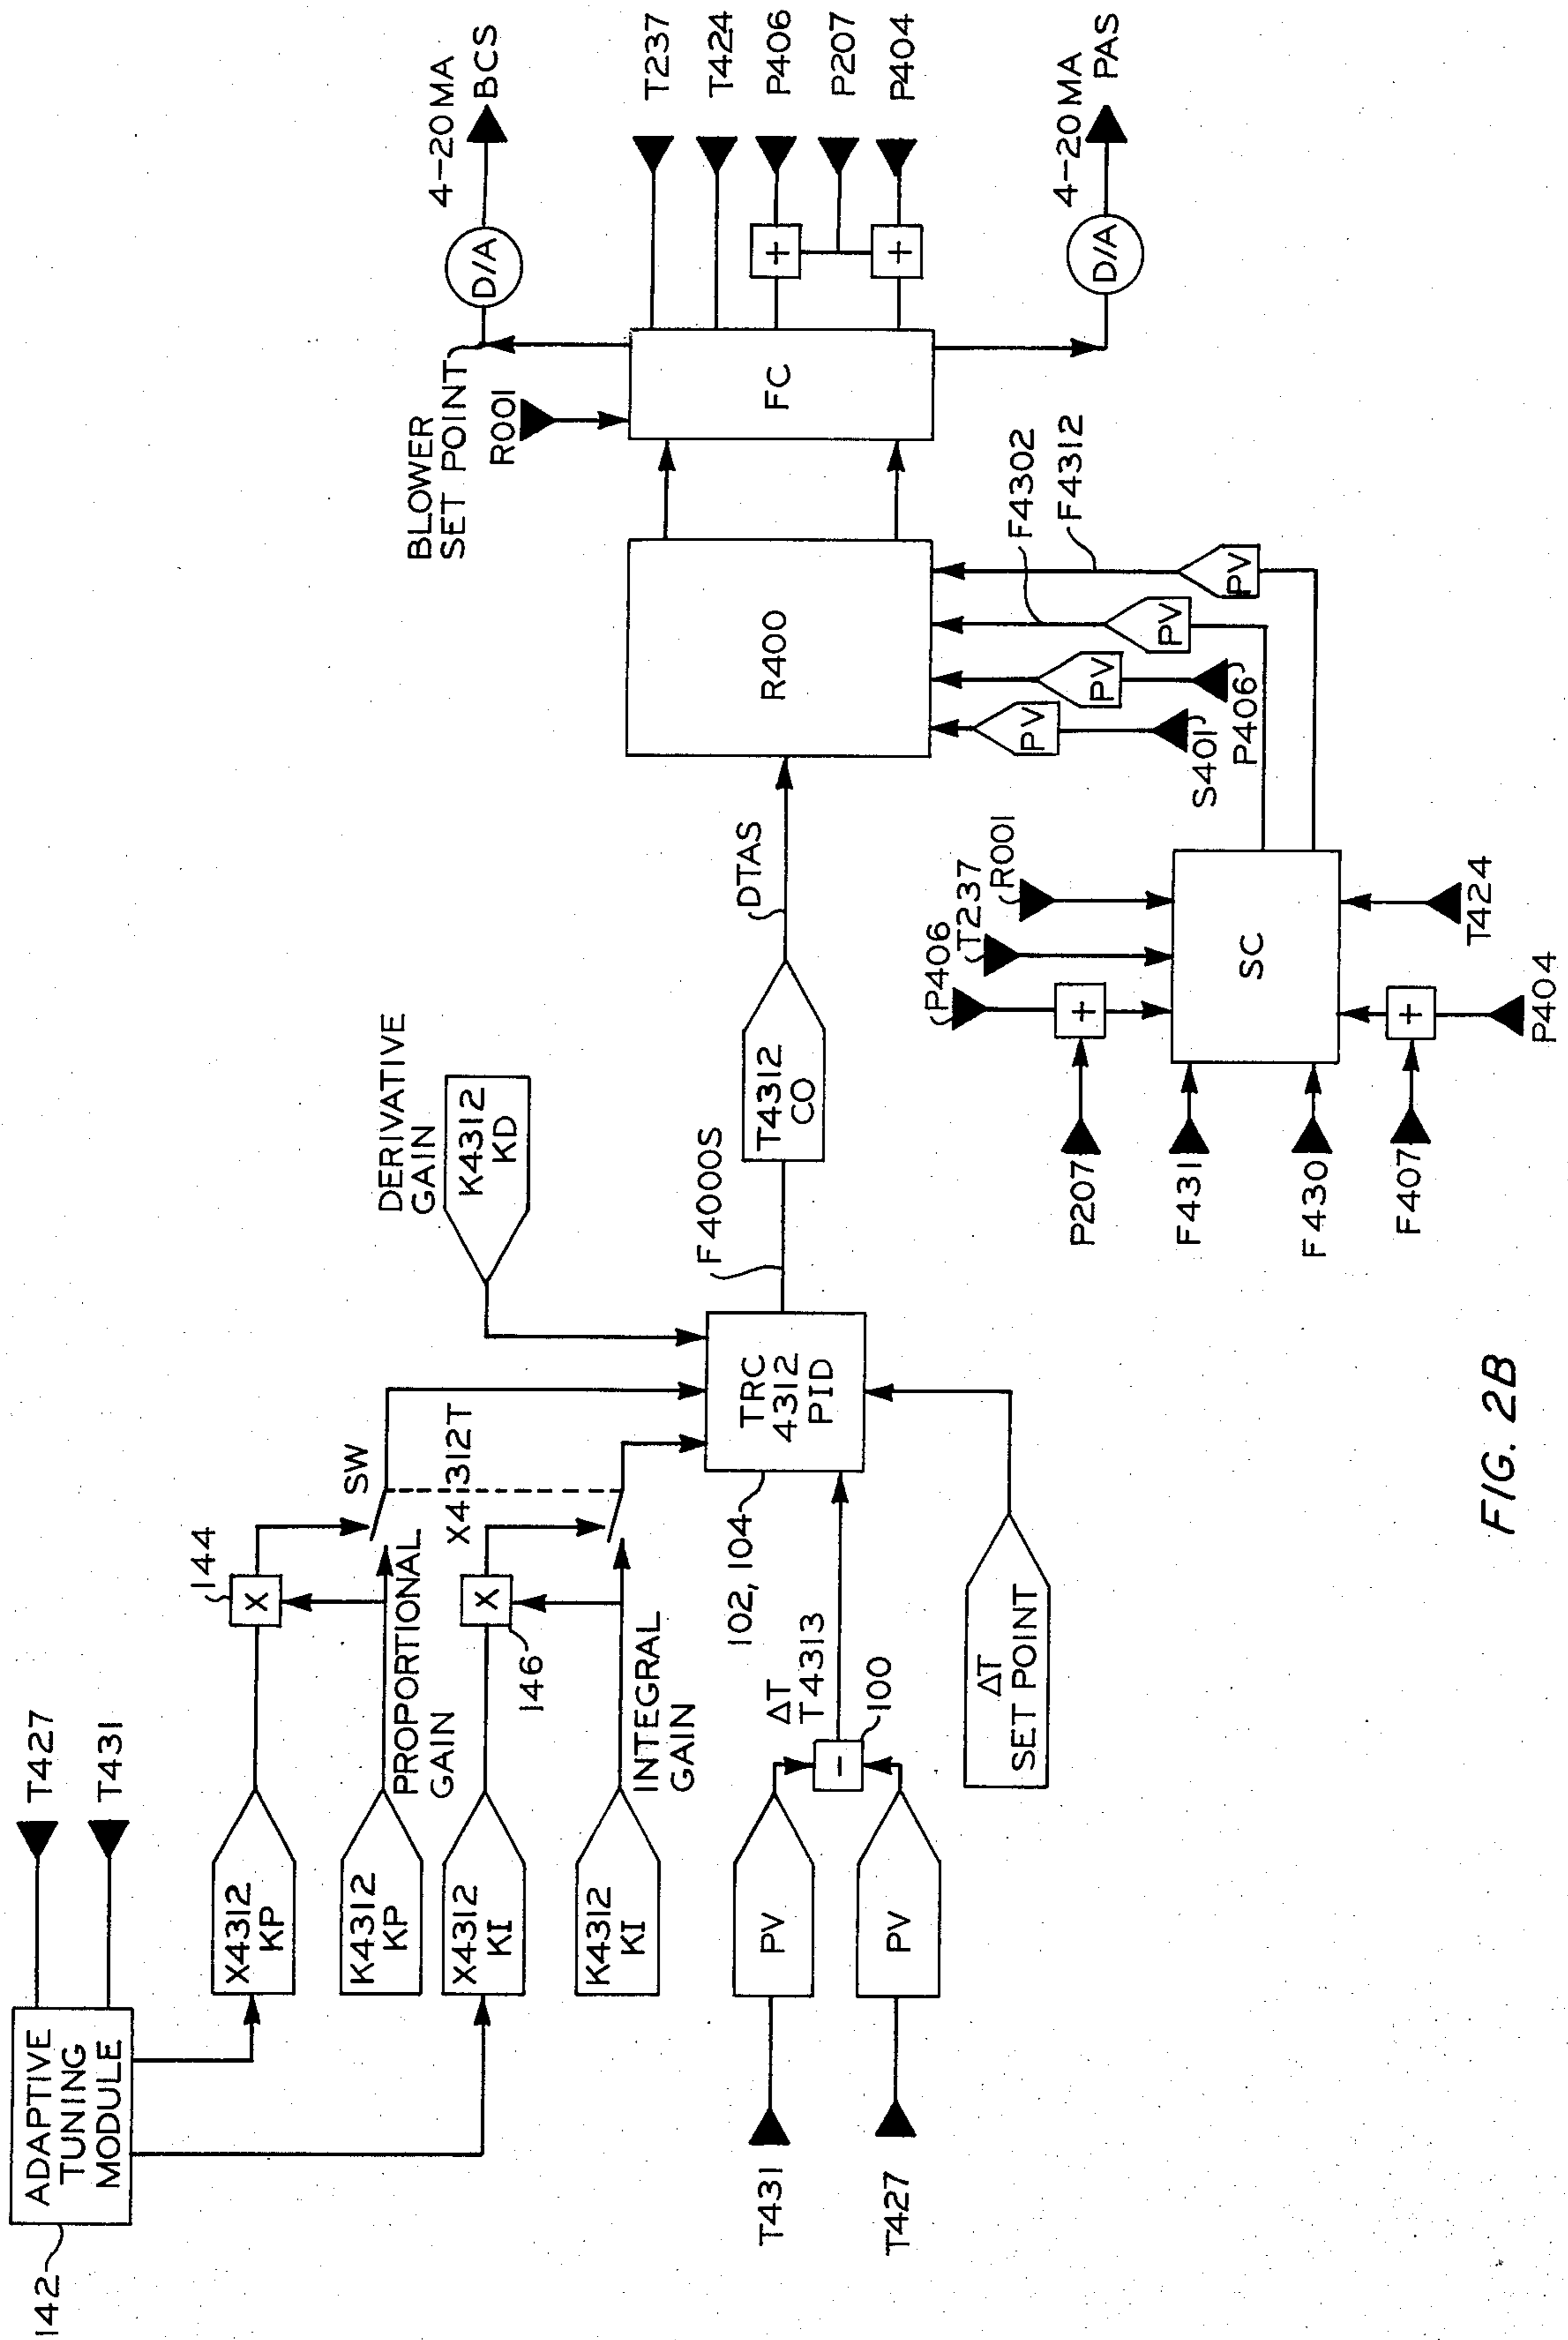 142
ADAPTIVE
TUNING
MODULE
T427
T431
X4312
KP
K4312
KP
X4312
KI
K4312
KI
144
X
PROPORTIONAL
GAIN
SW
X4312T
X
146
INTEGRAL
GAIN
DERIVATIVE
GAIN
K4312
KD
T431
T427
PV
PV
ΔT
T4313
-
100
ΔT
SET POINT
102, 104
TRC
4312
PID
F4000S
T4312
CO
DTAS
R400
BLOWER
SET POINT
R001
FC
D/A
4-20MA
BCS
T237
T424
P406
P207
P404
+
+
D/A
4-20MA
PAS
F4302
F4312
PV
PV
PV
PV
S401
P406
P406
T237
R001
P207
+
F431
F430
F407
+
SC
T424
P404
FIG. 2B